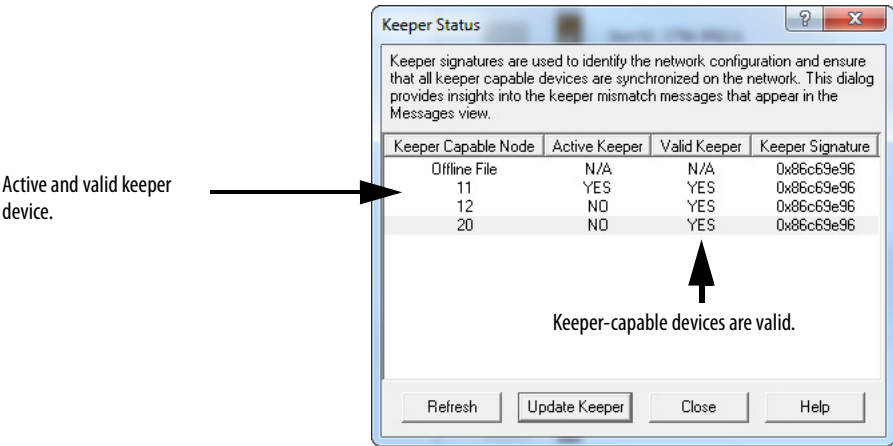 Keeper Status
Keeper signatures are used to identify the network configuration and ensure
that all keeper capable devices are synchronized on the network. This dialog
provides insights into the keeper mismatch messages that appear in the
Messages view.
Keeper Capable Node Active Keeper Valid Keeper Keeper Signature
Offline File N/A N/A 0x86c69e96
11 YES YES 0x86c69e96
12 NO YES 0x86c69e96
20 NO YES 0x86c69e96
Active and valid keeper
device.
Keeper-capable devices are valid.
Refresh Update Keeper Close Help